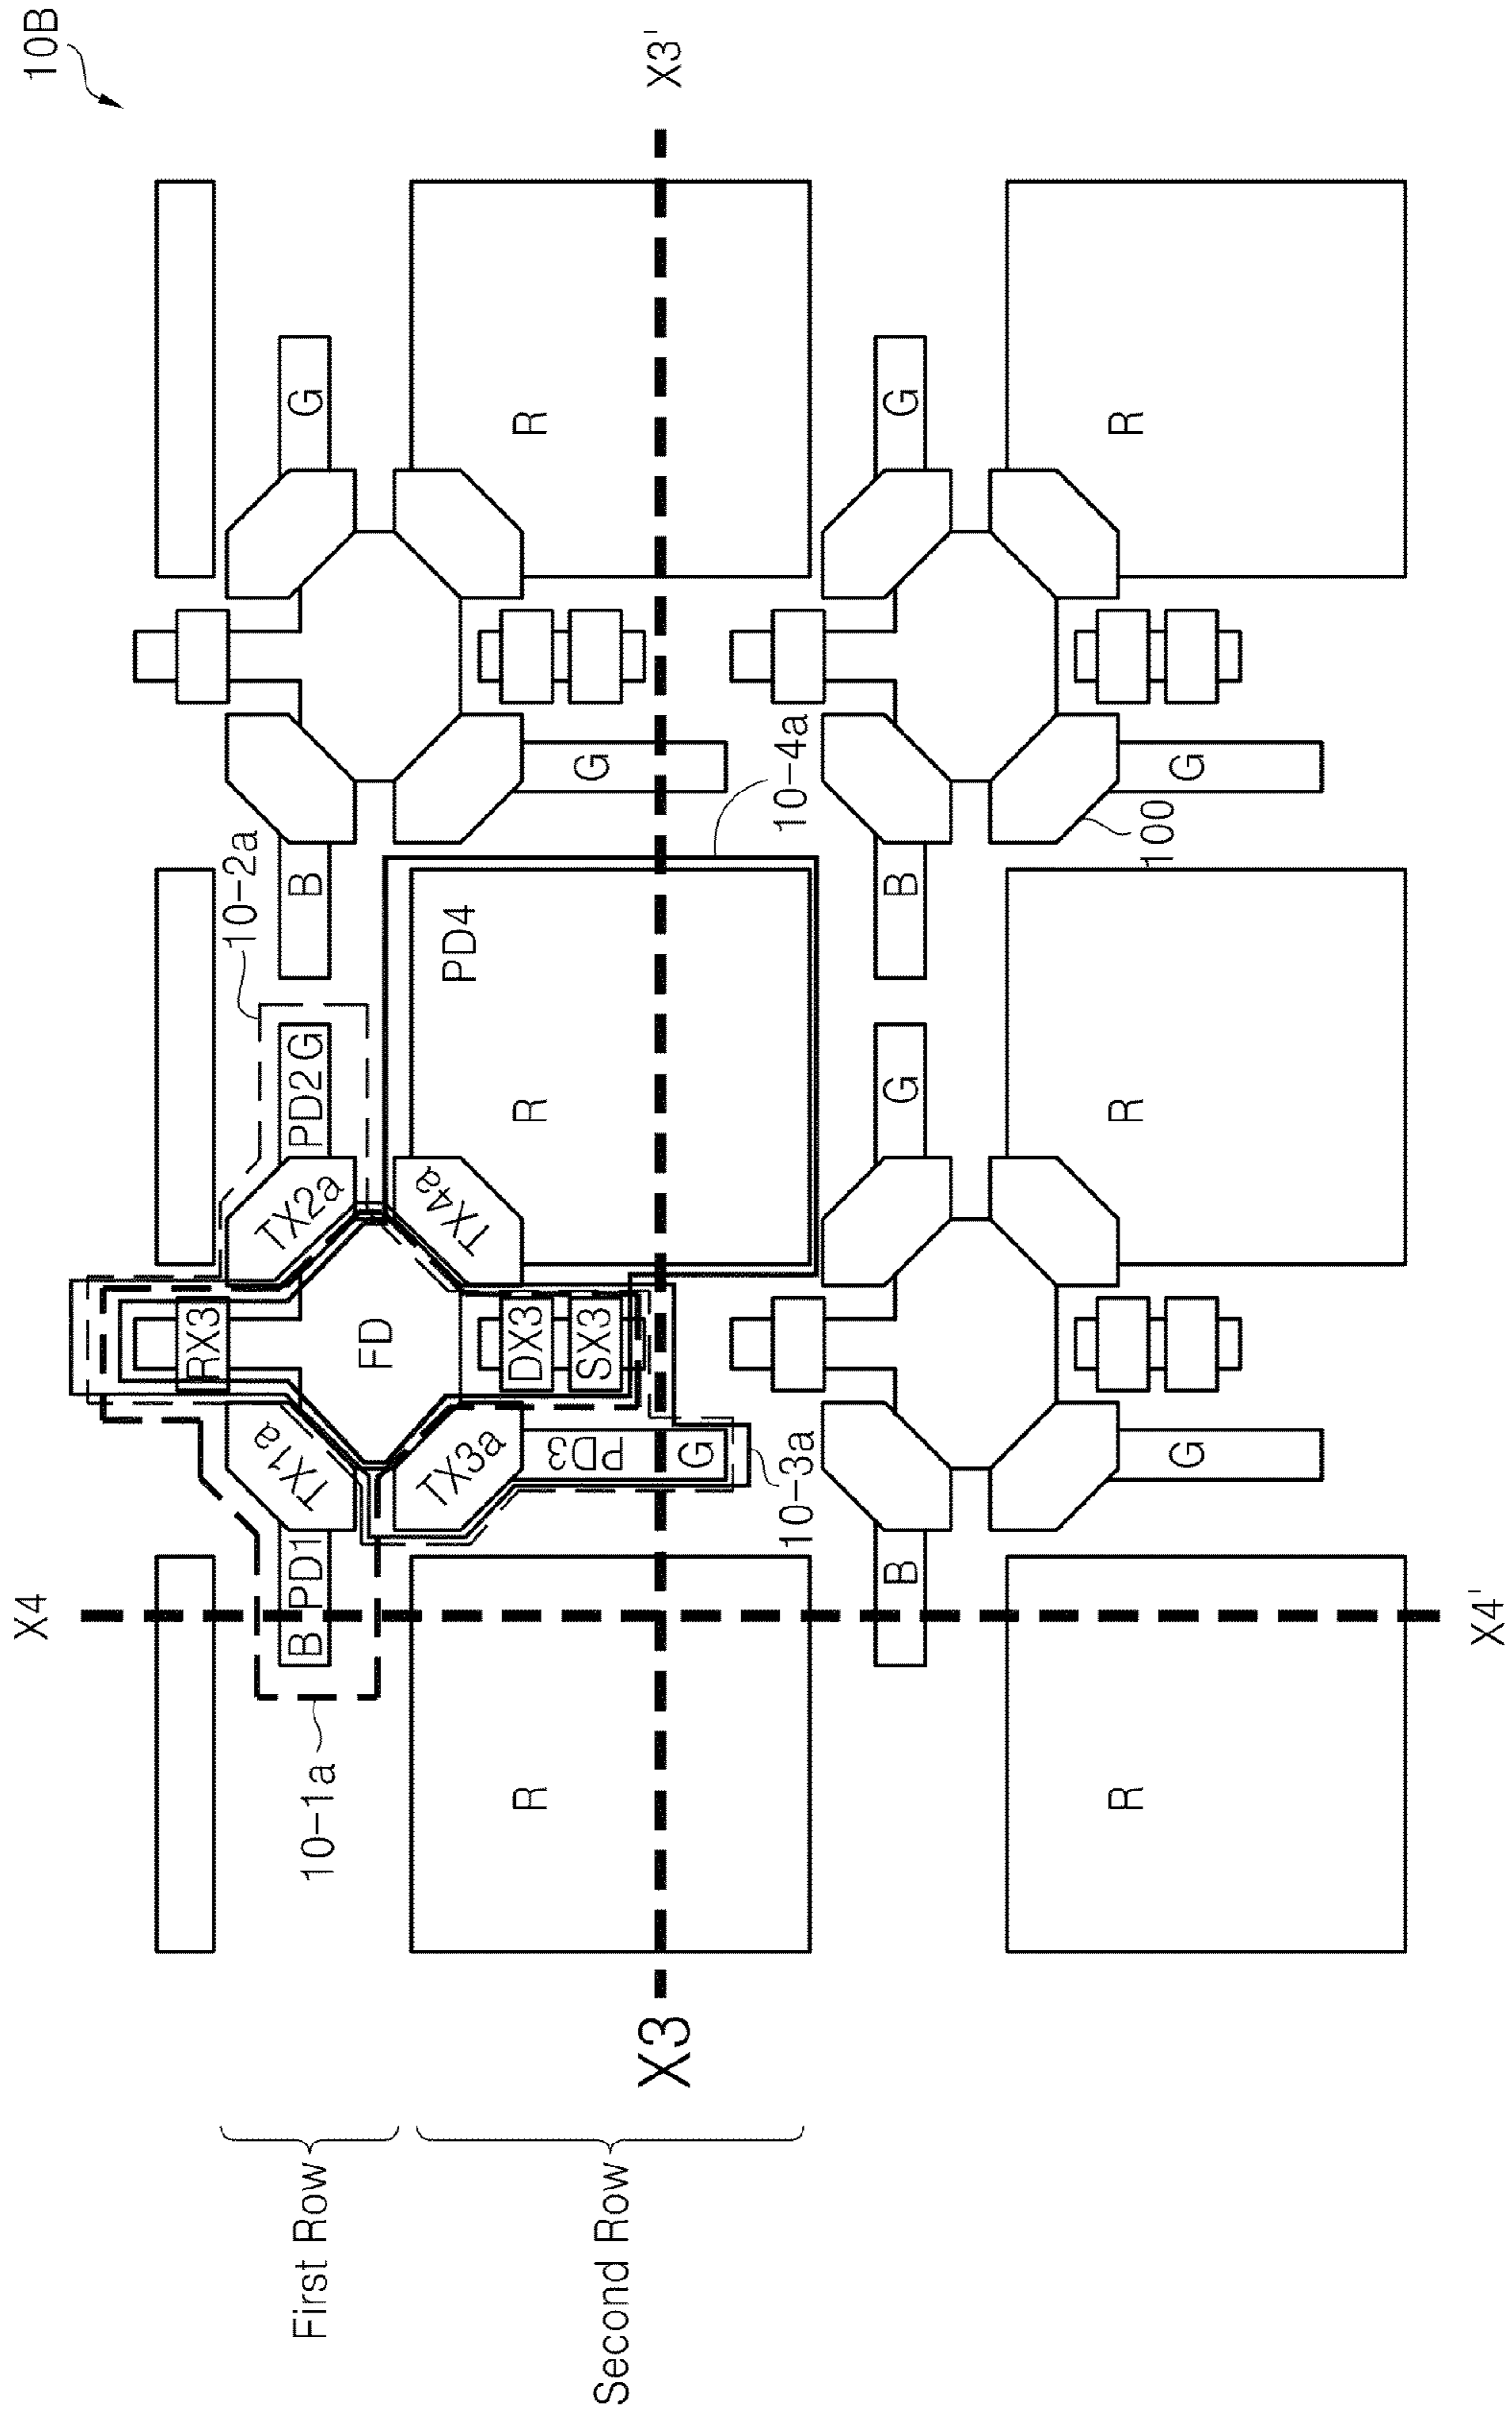 X4
10B
RX3
10-2a
TX1a
TX2a
First Row
10-1a
B PD1
PD2 G
B
G
FD
TX3a
TX4a
PD4
R
DX3
R
R
Second Row
PD3
SX3
G
X3
G
X3'
10-3a
10-4a
B
G
B
G
R
R
R
100
G
G
X4'